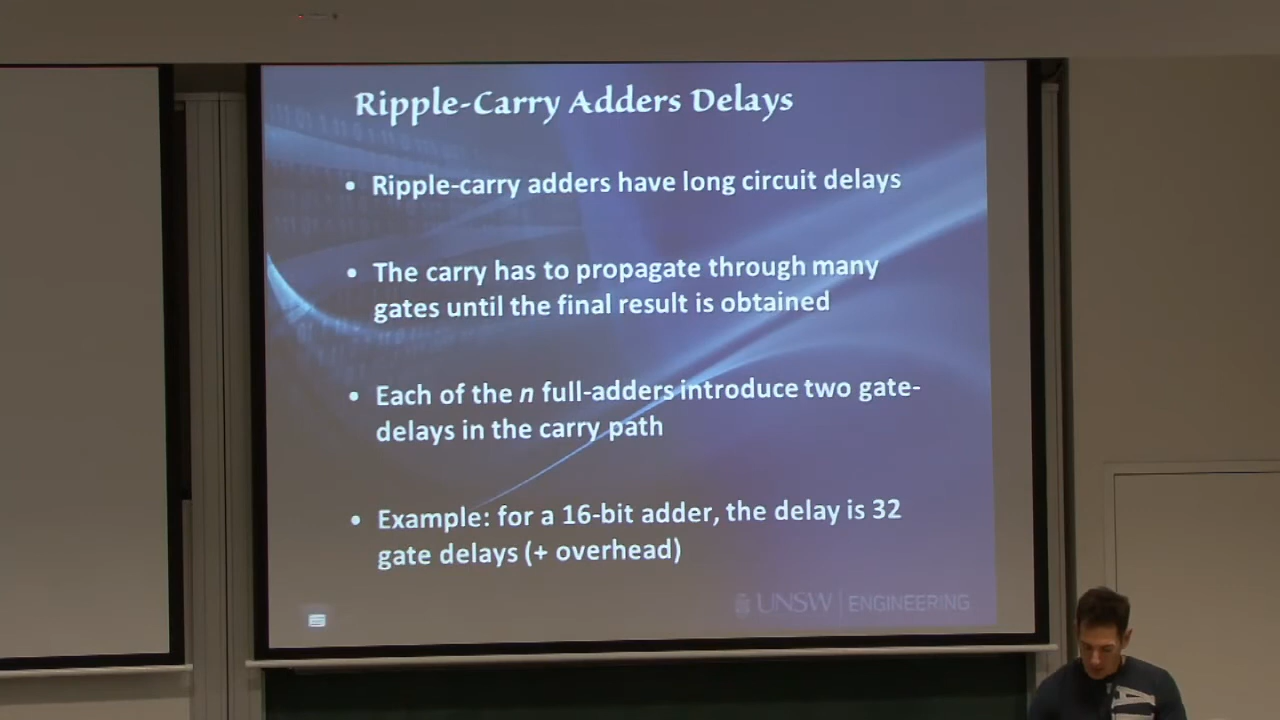 Ripple-Carry Adders Delays
• Ripple-carry adders have long circuit delays
• The carry has to propagate through many
gates until the final result is obtained
• Each of the n full-adders introduce two gate-
delays in the carry path
• Example: for a 16-bit adder, the delay is 32
gate delays (+ overhead)
UNSW | ENGINEERING